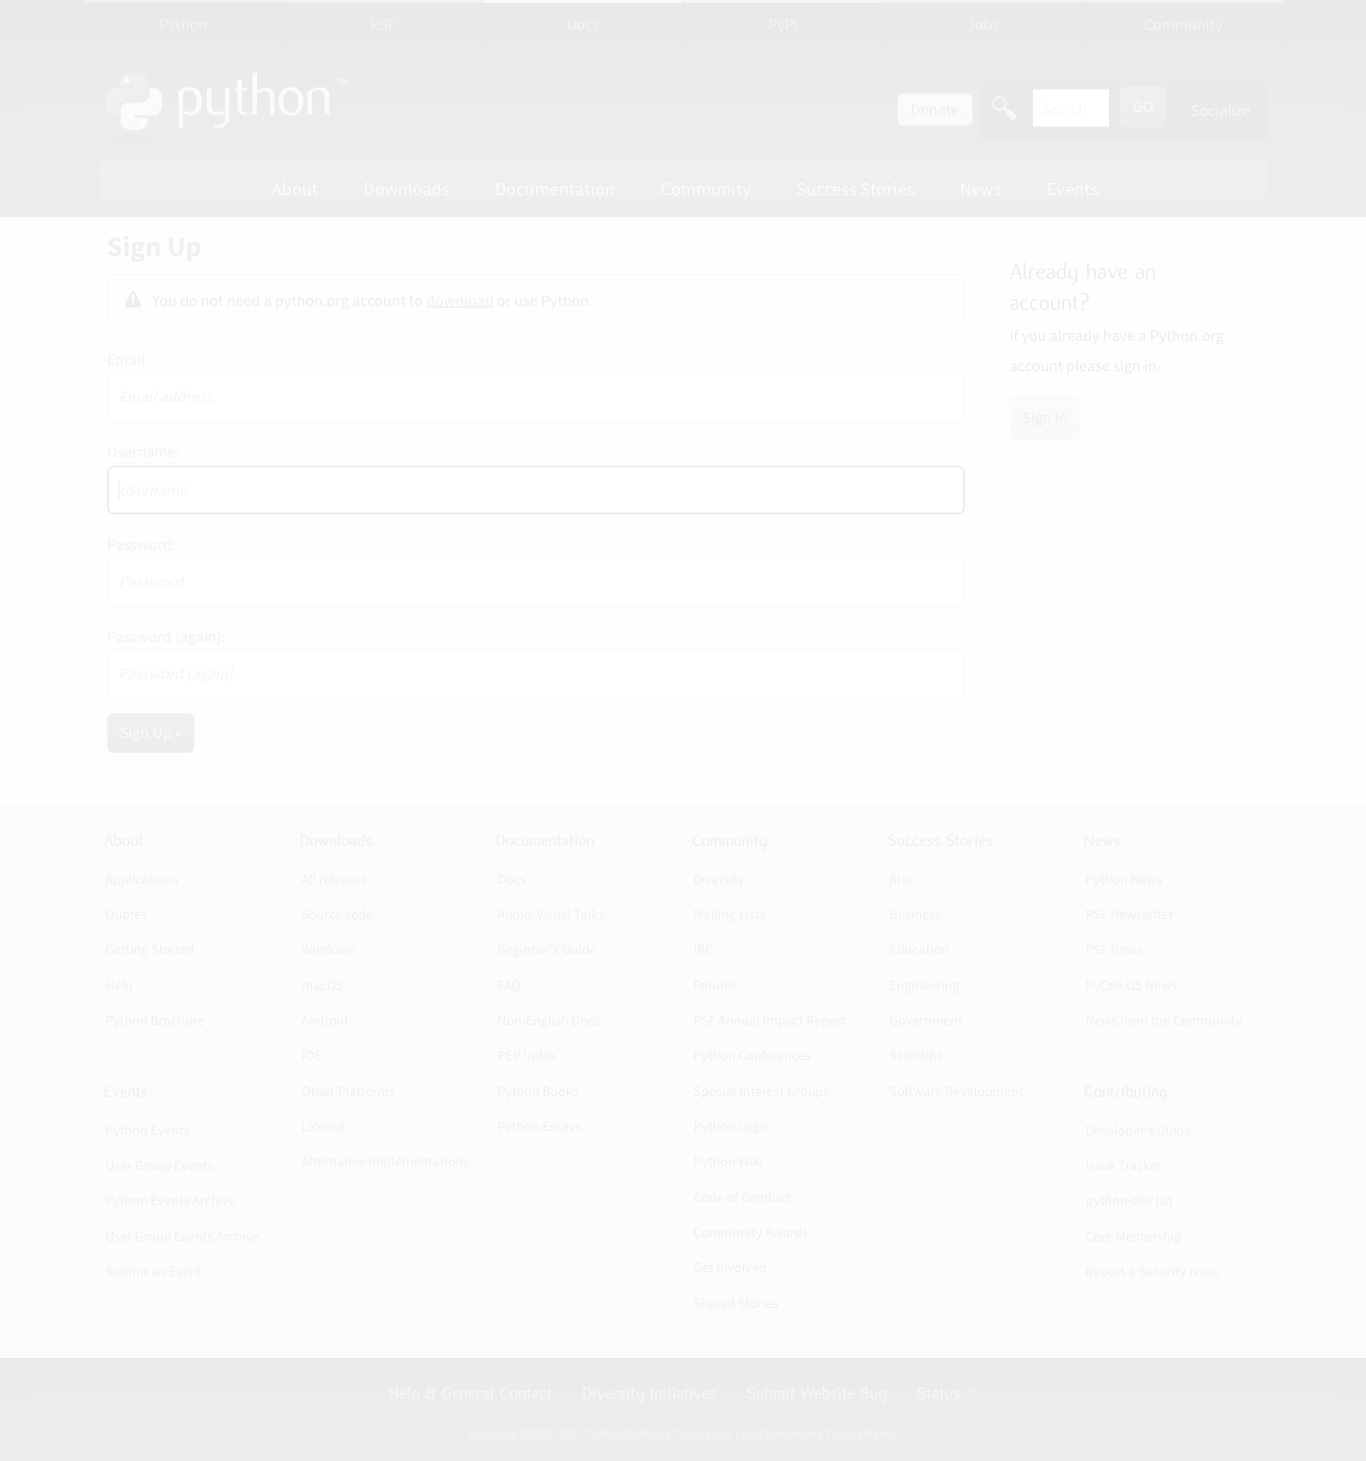 Python PSF Docs PyPI Jobs Community
python™
Donate Search GO Socialize
About Downloads Documentation Community Success Stories News Events
Sign Up
You do not need a python.org account to download or use Python.
Email:
Email address
Username:
Username
Password:
Password
Password (again):
Password (again)
Sign Up »
Already have an
account?
If you already have a Python.org
account please sign in.
Sign In
About
Applications
Quotes
Getting Started
Help
Python Brochure
Downloads
All releases
Source code
Windows
macOS
Android
iOS
Other Platforms
License
Alternative Implementations
Documentation
Docs
Audio/Visual Talks
Beginner's Guide
FAQ
Non-English Docs
PEP Index
Python Books
Python Essays
Community
Diversity
Mailing Lists
IRC
Forums
PSF Annual Impact Report
Python Conferences
Special Interest Groups
Python Logo
Python Wiki
Code of Conduct
Community Awards
Get Involved
Shared Stories
Success Stories
Arts
Business
Education
Engineering
Government
Scientific
Software Development
News
Python News
PSF Newsletter
PSF News
PyCon US News
News from the Community
Events
Python Events
User Group Events
Python Events Archive
User Group Events Archive
Submit an Event
Contributing
Developer's Guide
Issue Tracker
python-dev list
Core Mentorship
Report a Security Issue
Help & General Contact Diversity Initiatives Submit Website Bug Status
Python Software Foundation Legal Statements Privacy Notice